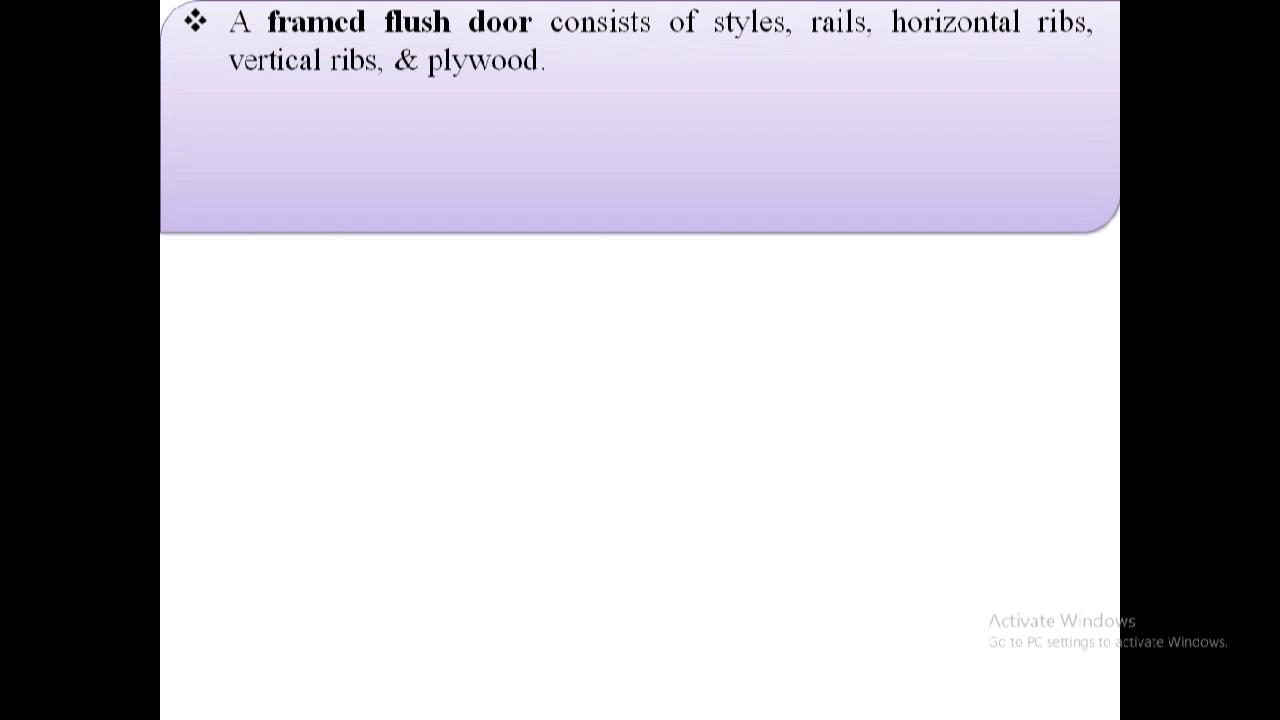 ❖ A framed flush door consists of styles, rails, horizontal ribs,
vertical ribs, & plywood.
Activate Windows
Go to PC settings to activate Windows.